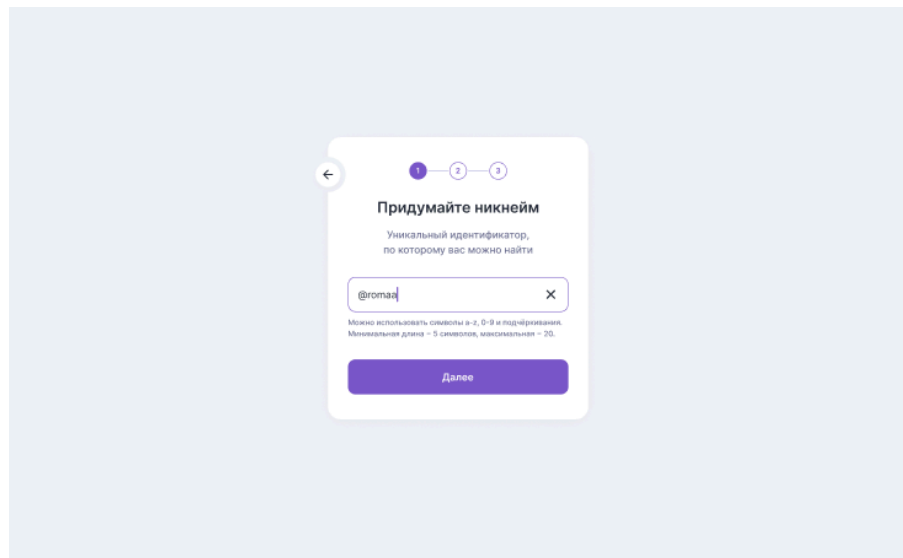 1 2 3
Придумайте никнейм
Уникальный идентификатор,
по которому вас можно найти
@romaa
Можно использовать символы a-z, 0-9 и подчёркивания.
Минимальная длина – 5 символов, максимальная – 20.
Далее